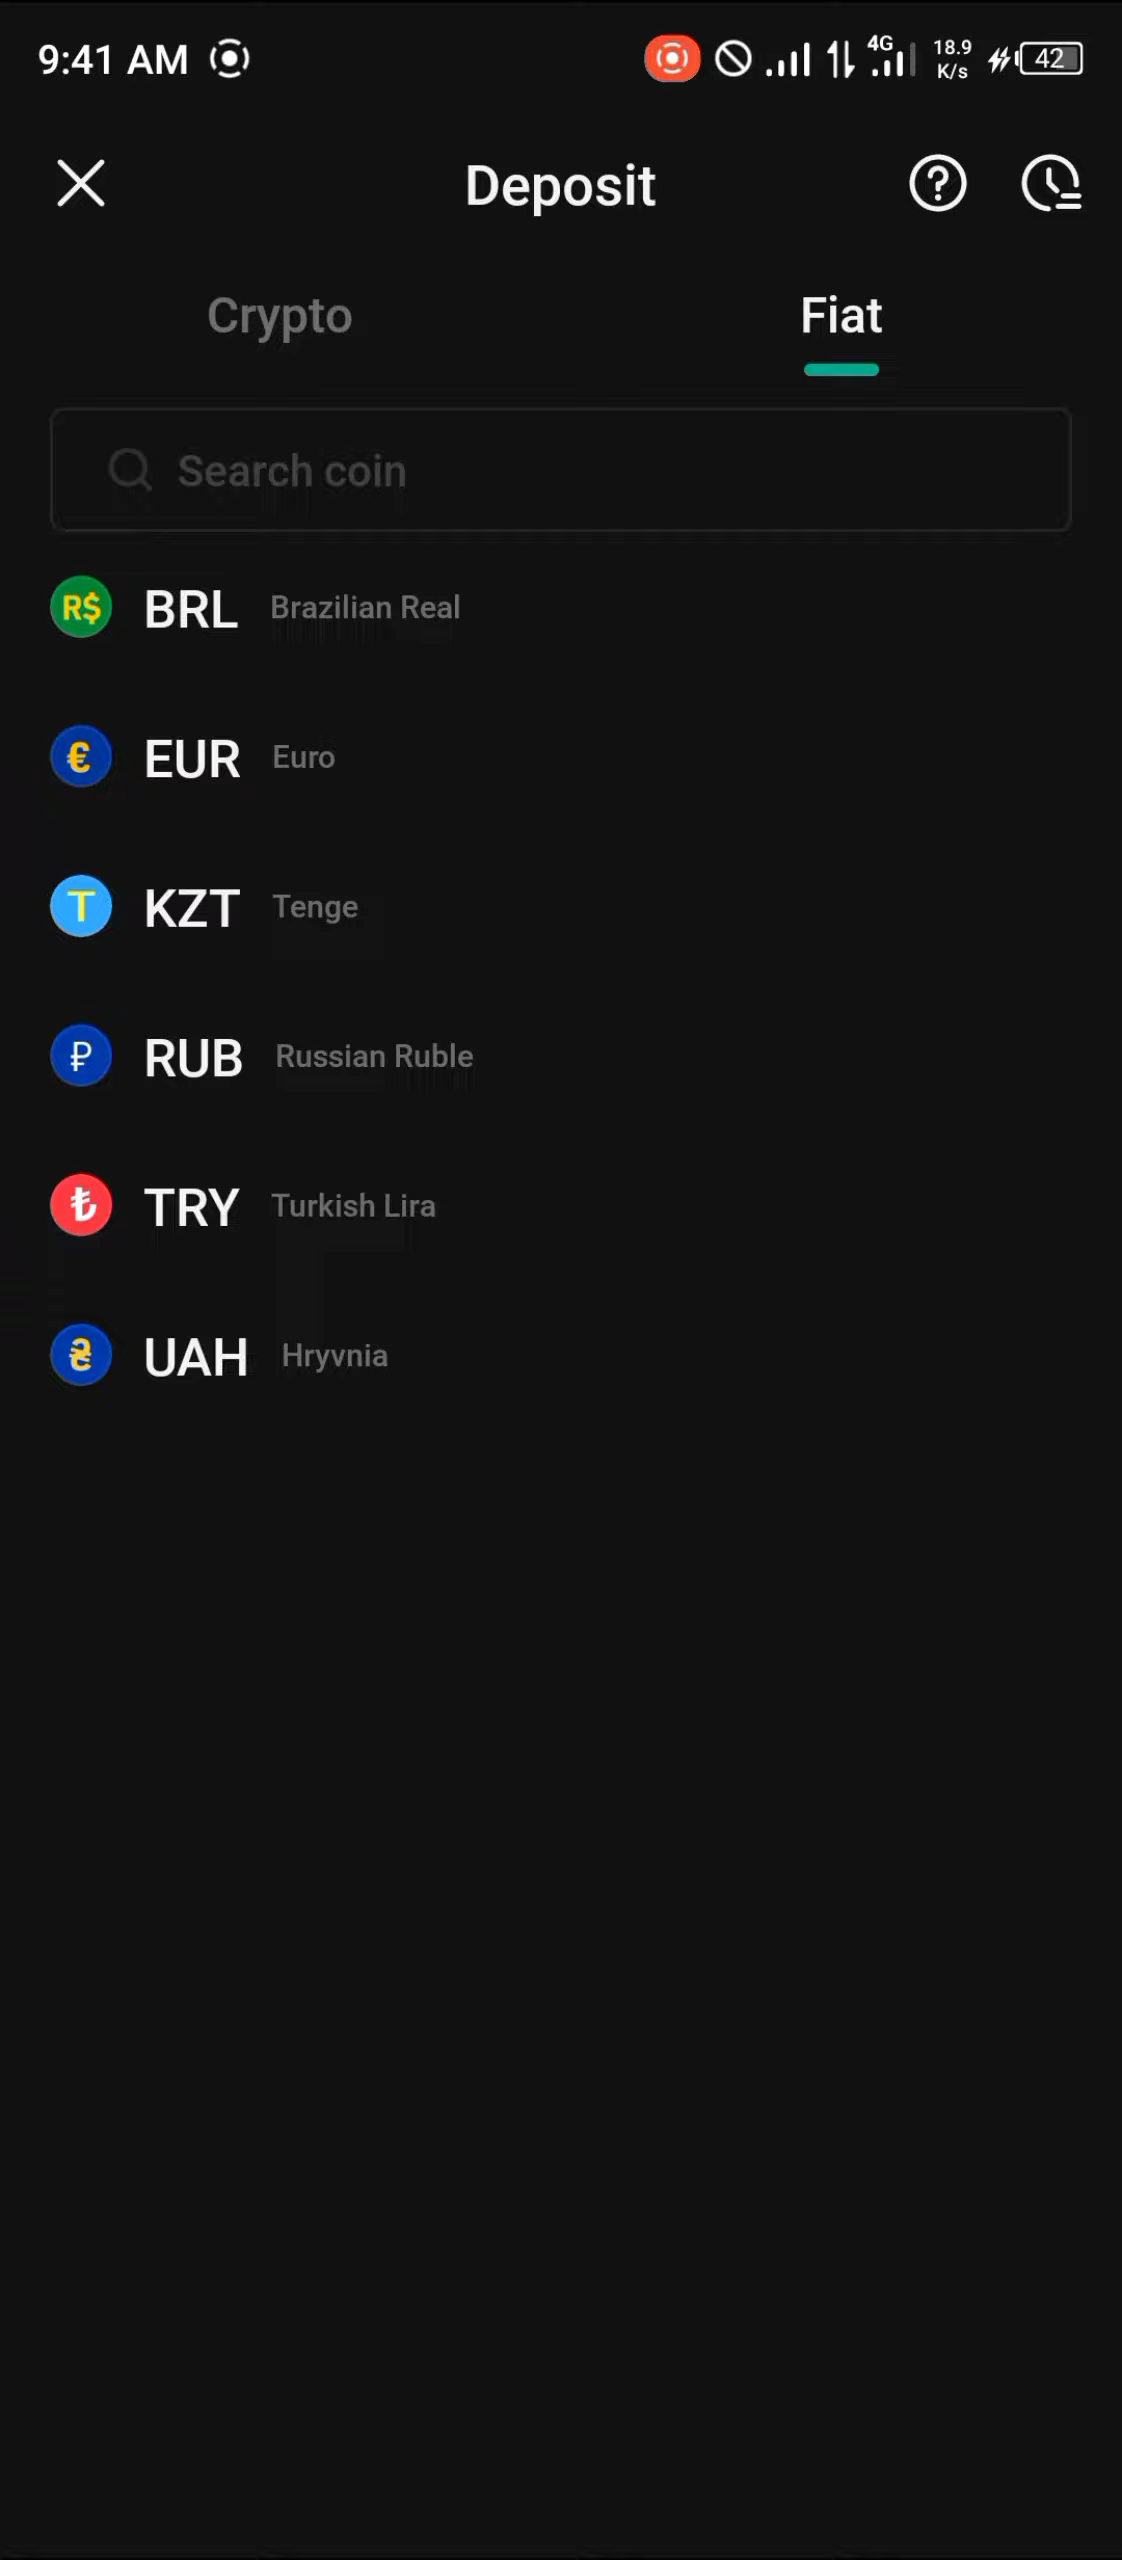 9:41 AM 4G 18.9 K/s 42
Deposit
Crypto Fiat
Search coin
R$ BRL Brazilian Real
€ EUR Euro
T KZT Tenge
₽ RUB Russian Ruble
₺ TRY Turkish Lira
₴ UAH Hryvnia